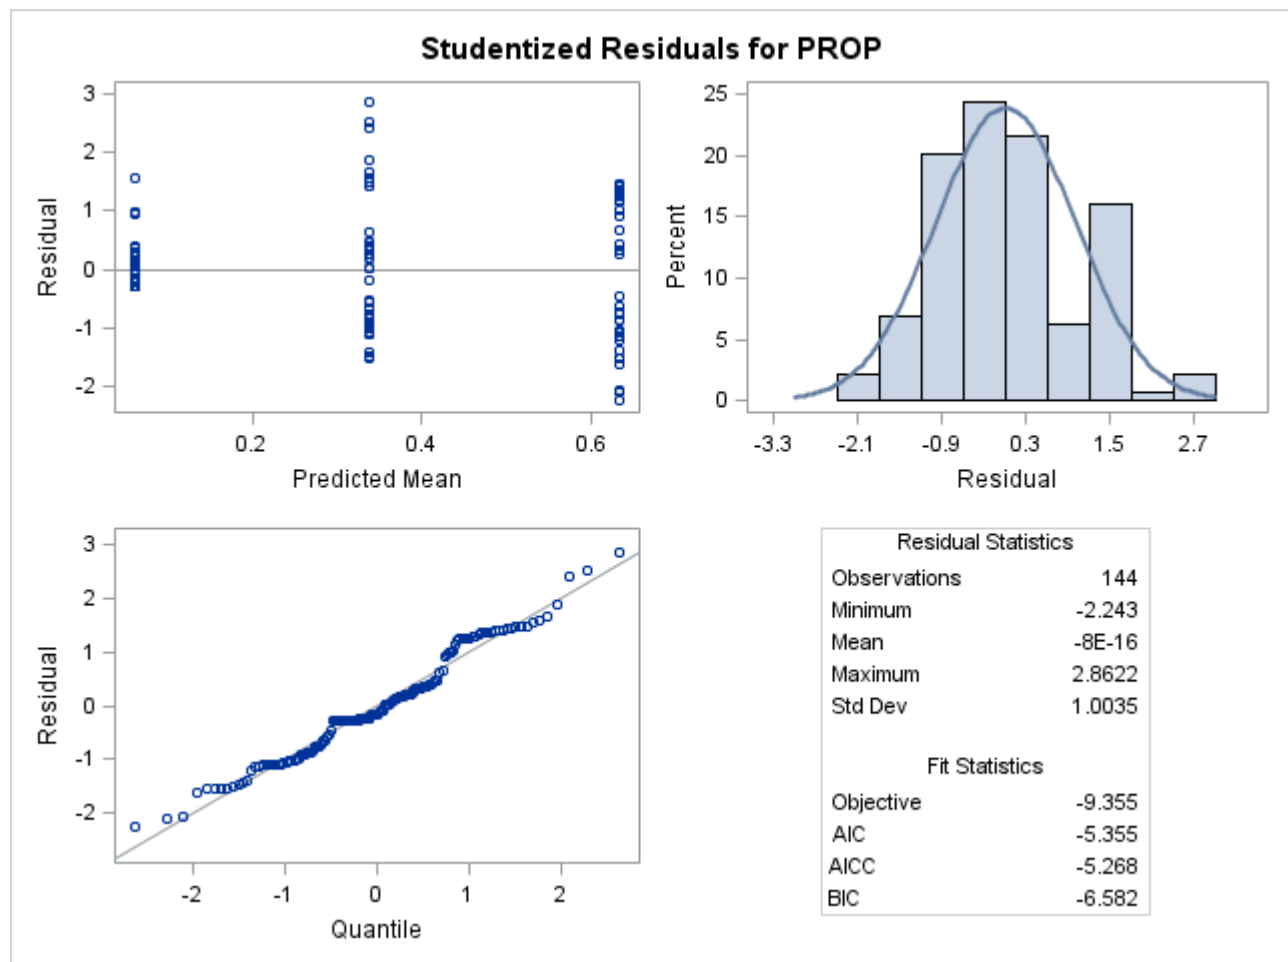 Studentized Residuals for PROP
3
2
1
0
-1
-2
Residual
0.2 0.4 0.6
Predicted Mean
25
20
15
10
5
0
Percent
-3.3 -2.1 -0.9 0.3 1.5 2.7
Residual
3
2
1
0
-1
-2
Residual
-2 -1 0 1 2
Quantile
Residual Statistics
Observations 144
Minimum -2.243
Mean -8E-16
Maximum 2.8622
Std Dev 1.0035
Fit Statistics
Objective -9.355
AIC -5.355
AICC -5.268
BIC -6.582